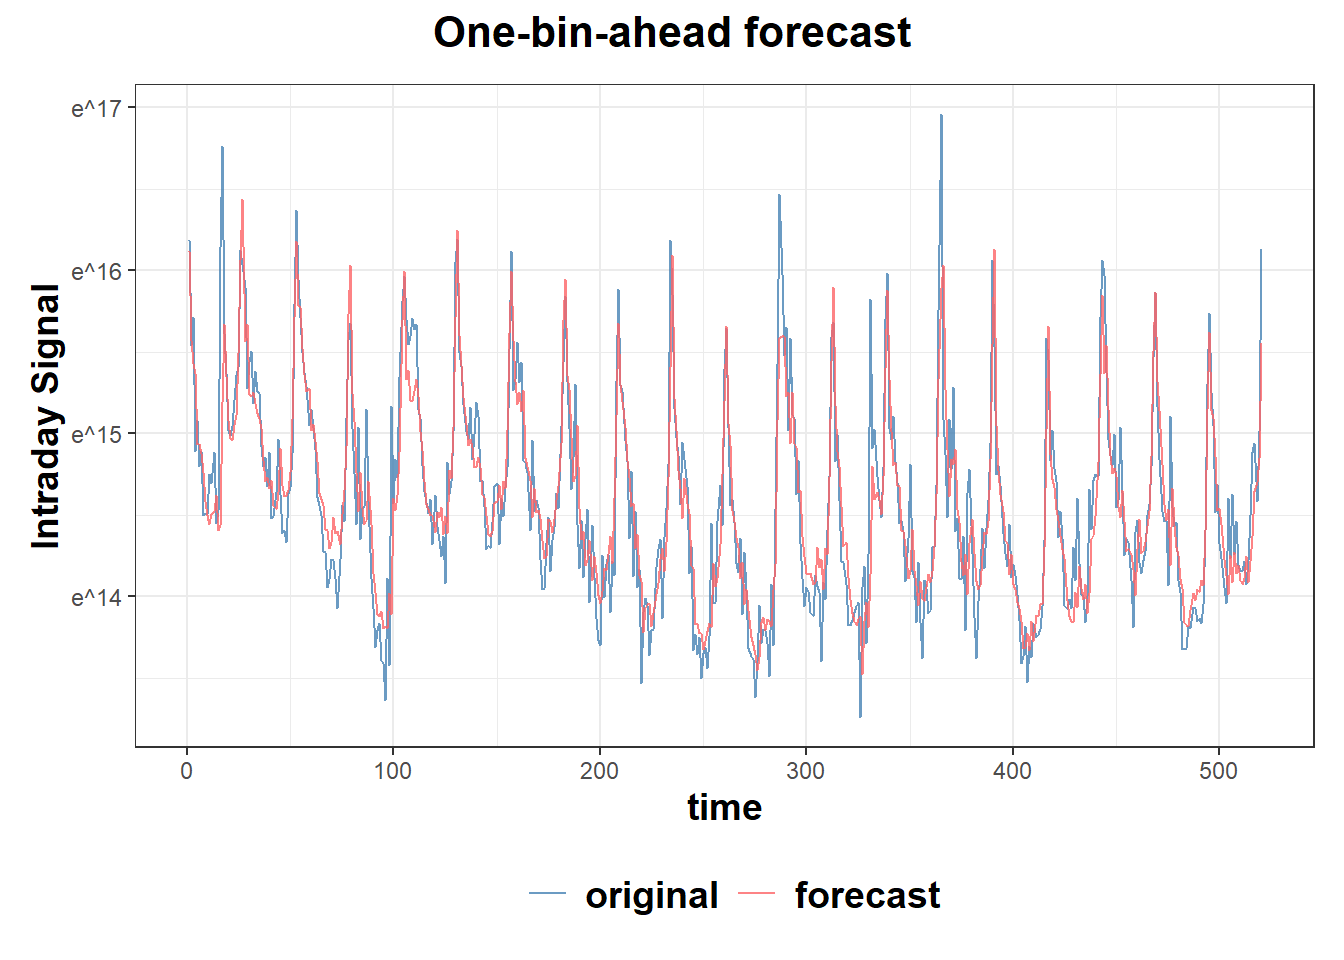 One-bin-ahead forecast
e^17
e^16
e^15
e^14
Intraday Signal
0 100 200 300 400 500
time
original forecast